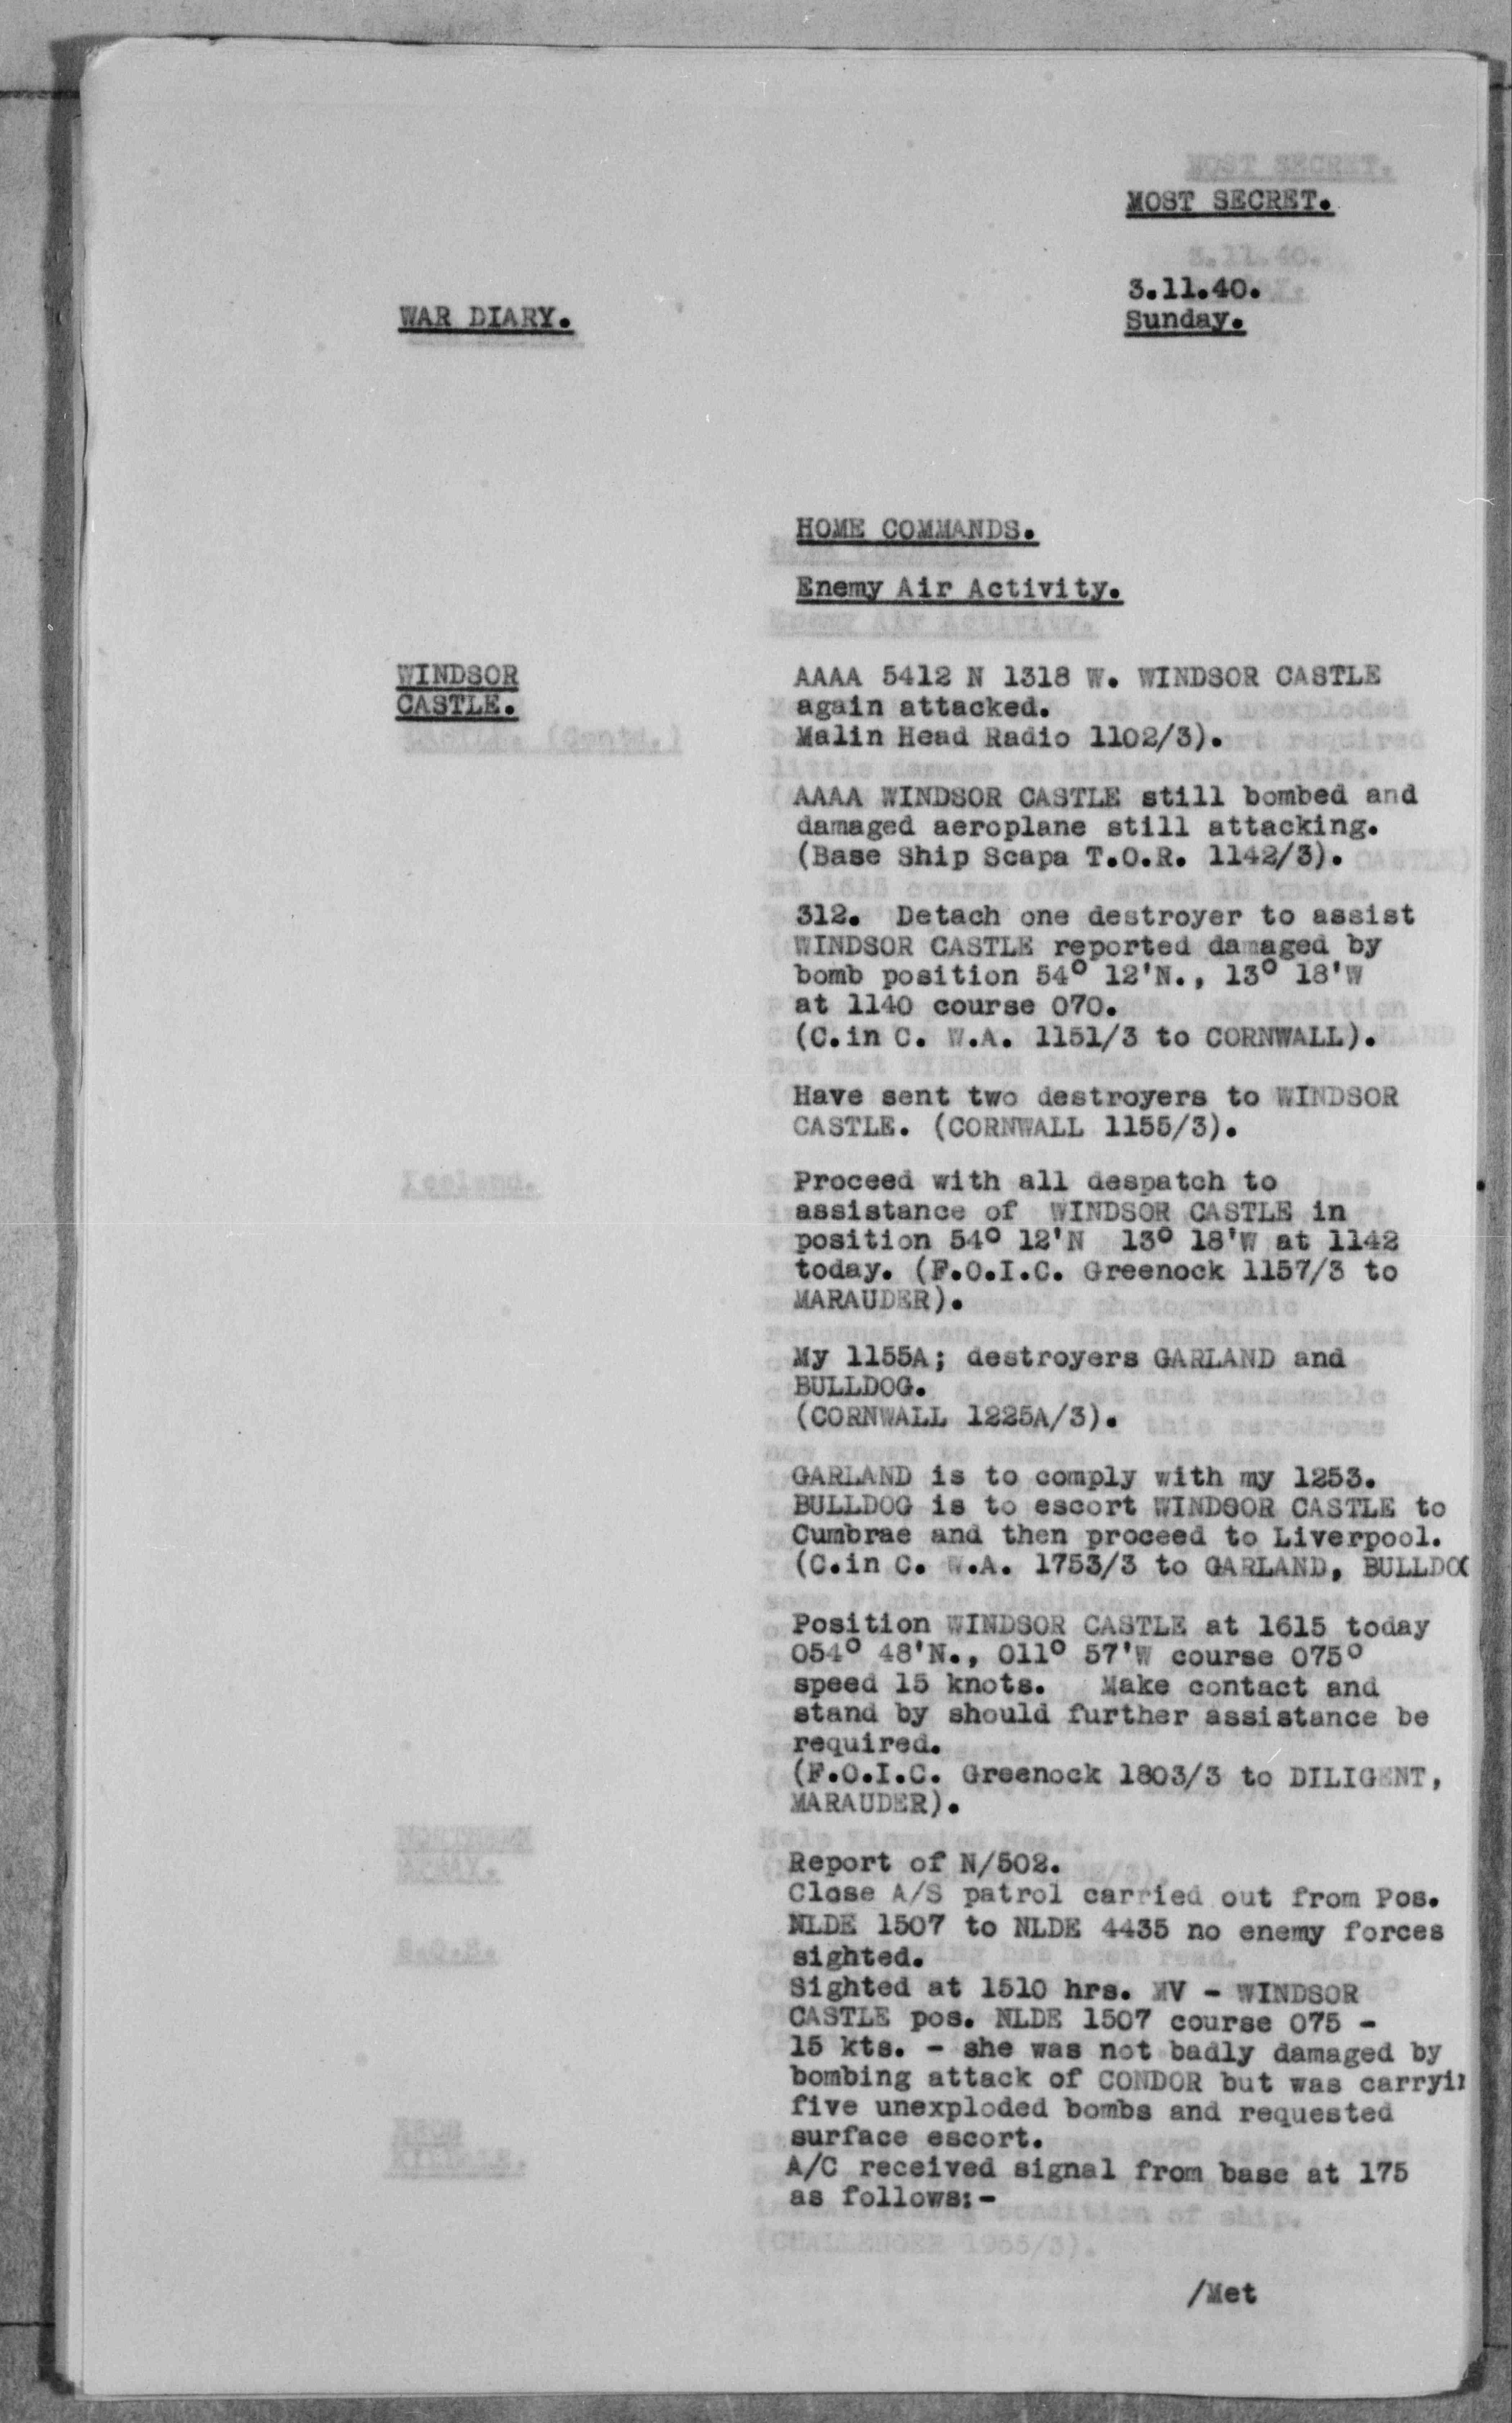 MOST SECRET.
3.11.40.
Sunday.
WAR DIARY.
HOME COMMANDS.
Enemy Air Activity.
WINDSOR
CASTLE.
AAAA 5412 N 1318 W. WINDSOR CASTLE
again attacked.
Malin Head Radio 1102/3).
AAAA WINDSOR CASTLE still bombed and
damaged aeroplane still attacking.
(Base Ship Scapa T.O.R. 1142/3).
312. Detach one destroyer to assist
WINDSOR CASTLE reported damaged by
bomb position 54° 12'N., 13° 18'W
at 1140 course 070.
(C.in C. W.A. 1151/3 to CORNWALL).
Have sent two destroyers to WINDSOR
CASTLE. (CORNWALL 1155/3).
Proceed with all despatch to
assistance of WINDSOR CASTLE in
position 54° 12'N 13° 18'W at 1142
today. (F.O.I.C. Greenock 1157/3 to
MARAUDER).
My 1155A; destroyers GARLAND and
BULLDOG.
(CORNWALL 1225A/3).
GARLAND is to comply with my 1253.
BULLDOG is to escort WINDSOR CASTLE to
Cumbrae and then proceed to Liverpool.
(C.in C. W.A. 1753/3 to GARLAND, BULLDO
Position WINDSOR CASTLE at 1615 today
054° 48'N., 011° 57'W course 075°
speed 15 knots. Make contact and
stand by should further assistance be
required.
(F.O.I.C. Greenock 1803/3 to DILIGENT,
MARAUDER).
Report of N/502.
Close A/S patrol carried out from Pos.
NLDE 1507 to NLDE 4435 no enemy forces
sighted.
Sighted at 1510 hrs. MV - WINDSOR
CASTLE pos. NLDE 1507 course 075 -
15 kts. - she was not badly damaged by
bombing attack of CONDOR but was carryi
five unexploded bombs and requested
surface escort.
A/C received signal from base at 175
as follows:-
/Met